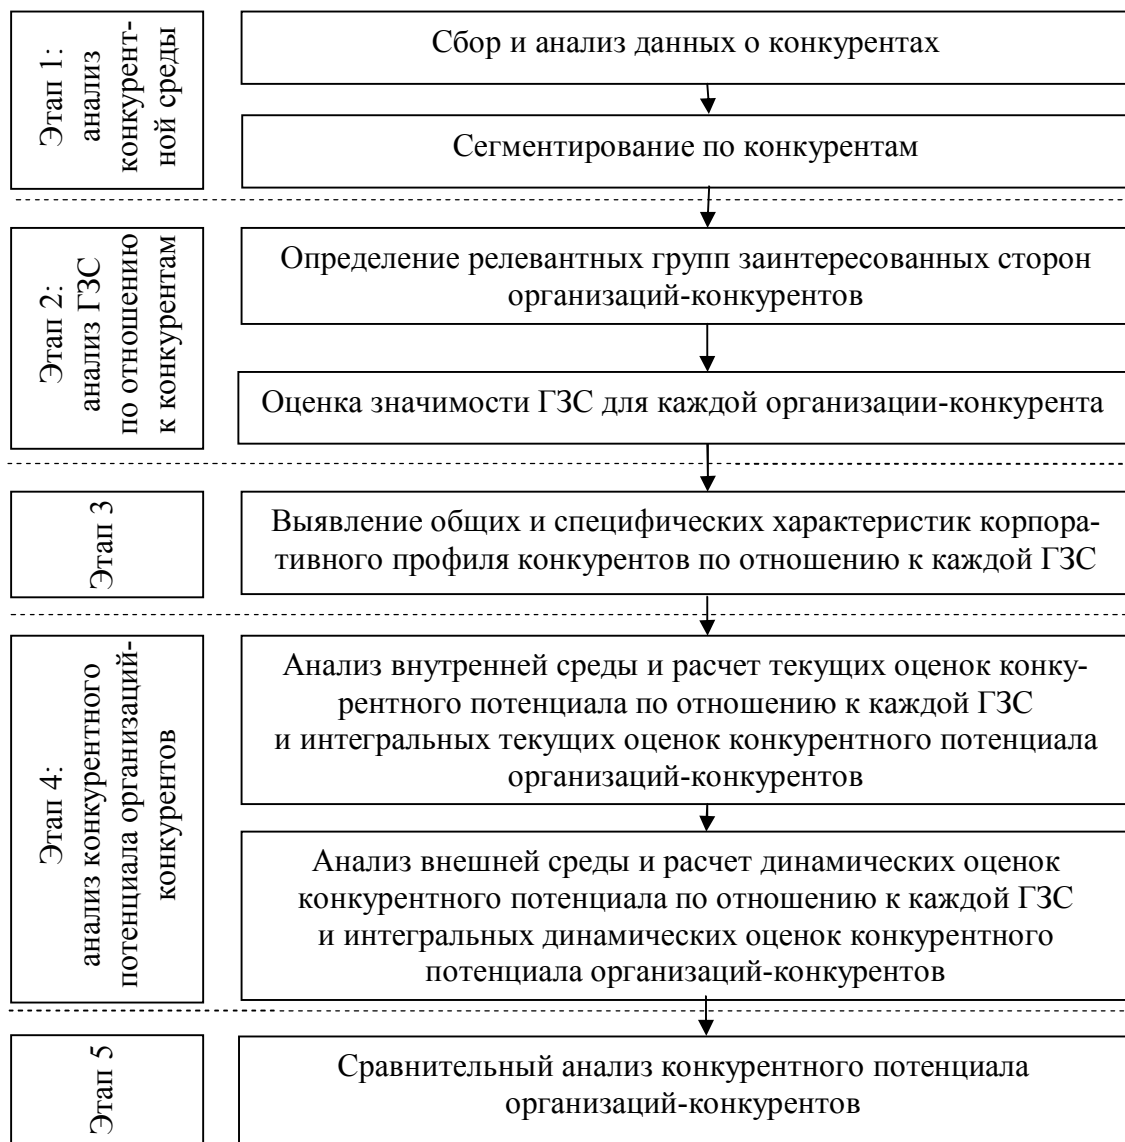 Этап 1:
анализ
конкурент-
ной среды
Сбор и анализ данных о конкурентах
Сегментирование по конкурентам
Этап 2:
анализ ГЗС
по отношению
к конкурентам
Определение релевантных групп заинтересованных сторон
организаций-конкурентов
Оценка значимости ГЗС для каждой организации-конкурента
Этап 3
Выявление общих и специфических характеристик корпора-
тивного профиля конкурентов по отношению к каждой ГЗС
Этап 4:
анализ конкурентного
потенциала организаций-
конкурентов
Анализ внутренней среды и расчет текущих оценок конку-
рентного потенциала по отношению к каждой ГЗС
и интегральных текущих оценок конкурентного потенциала
организаций-конкурентов
Анализ внешней среды и расчет динамических оценок
конкурентного потенциала по отношению к каждой ГЗС
и интегральных динамических оценок конкурентного
потенциала организаций-конкурентов
Этап 5
Сравнительный анализ конкурентного потенциала
организаций-конкурентов